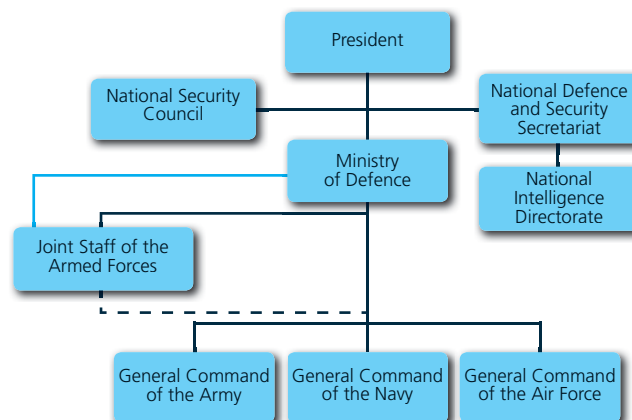 President
National Security
Council
National Defence
and Security
Secretariat
Ministry
of Defence
National
Intelligence
Directorate
Joint Staff of the
Armed Forces
General Command
of the Army
General Command
of the Navy
General Command
of the Air Force